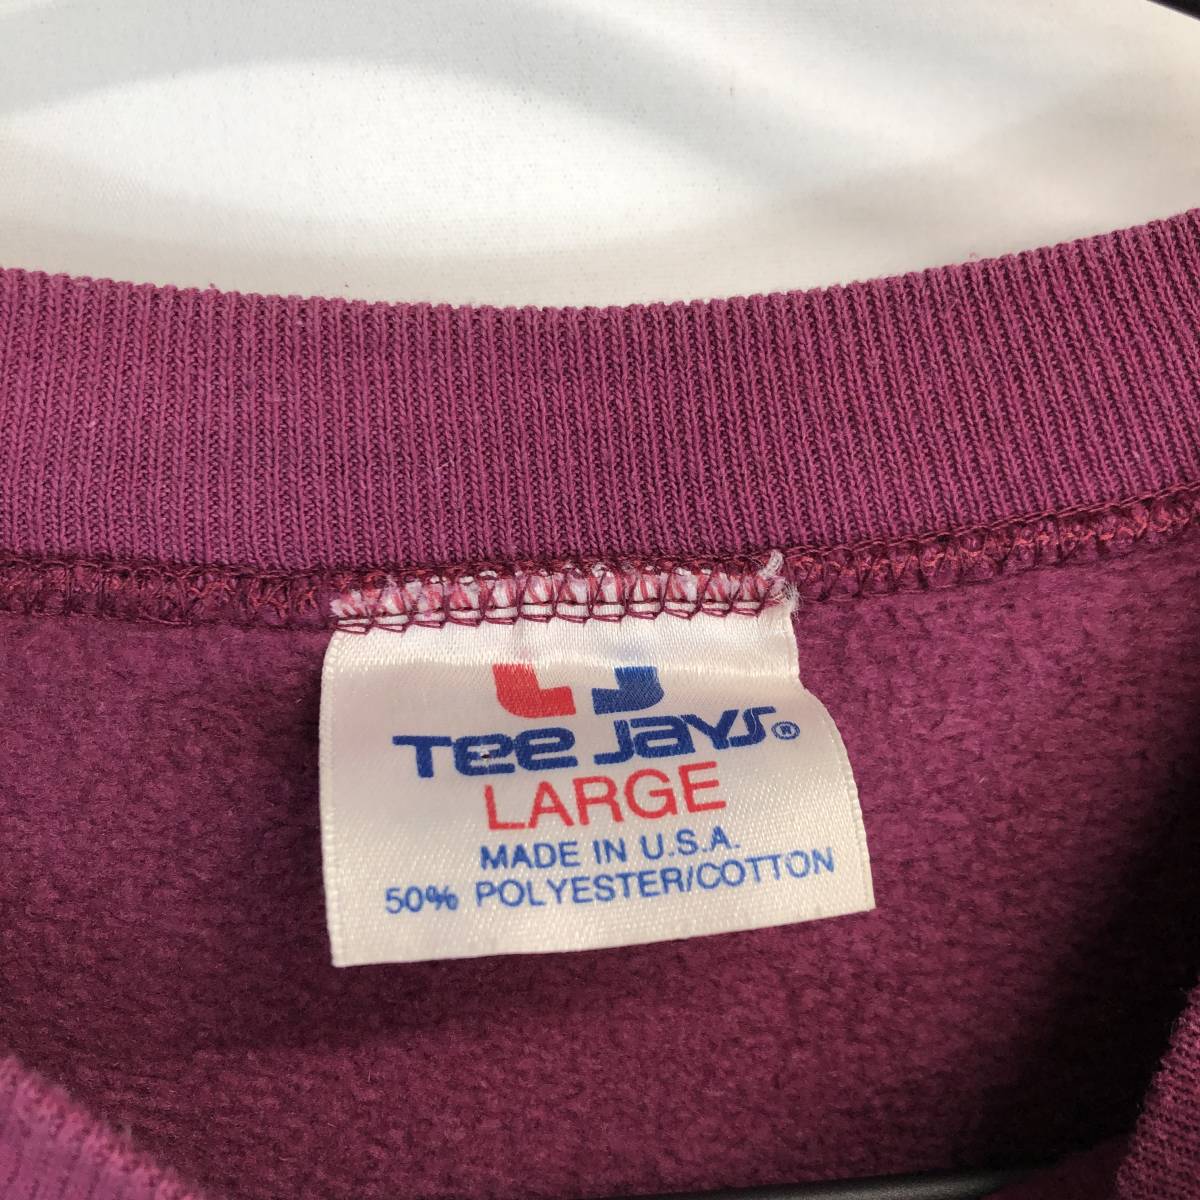 Tee Jays®
LARGE
MADE IN U.S.A.
50% POLYESTER/COTTON